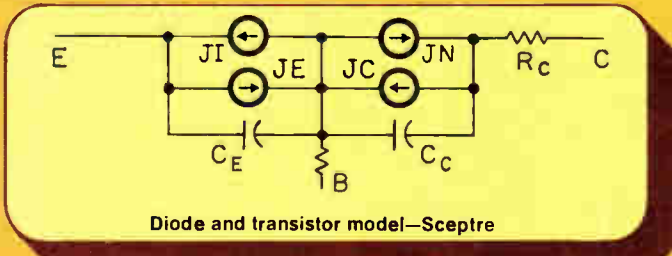 E
JI
JE
JC
JN
RC
C
CE
CC
B
Diode and transistor model—Sceptre